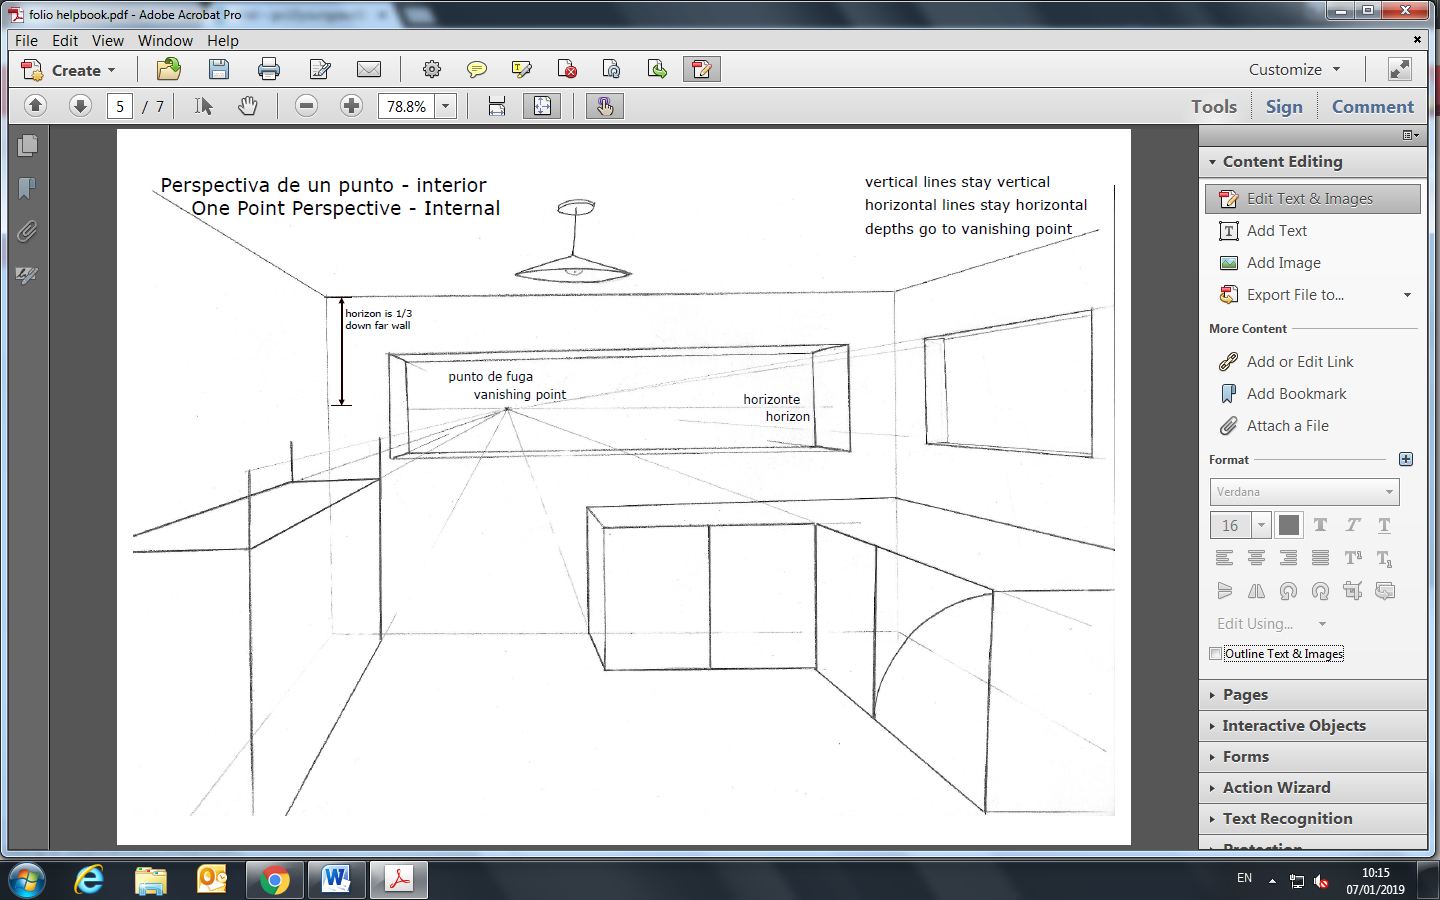 folio helpbook.pdf - Adobe Acrobat Pro
File Edit View Window Help
Create Customize
5 / 7 78.8% Tools Sign Comment
Perspectiva de un punto - interior
One Point Perspective - Internal
vertical lines stay vertical
horizontal lines stay horizontal
depths go to vanishing point
horizon is 1/3
down far wall
punto de fuga
vanishing point
horizonte
horizon
Content Editing
Edit Text & Images
Add Text
Add Image
Export File to...
More Content
Add or Edit Link
Add Bookmark
Attach a File
Format
Verdana
16
Edit Using...
Outline Text & Images
Pages
Interactive Objects
Forms
Action Wizard
Text Recognition
Protection
EN 10:15
07/01/2019